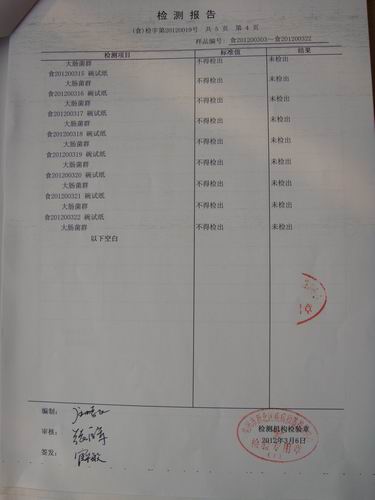 检 测 报 告
(食)检字第20120019号 共 5 页 第 4 页
样品编号: 食201200303～食201200322
检测项目 标准值 结果
大肠菌群 不得检出 未检出
食201200315 碗试纸
大肠菌群 不得检出 未检出
食201200316 碗试纸
大肠菌群 不得检出 未检出
食201200317 碗试纸
大肠菌群 不得检出 未检出
食201200318 碗试纸
大肠菌群 不得检出 未检出
食201200319 碗试纸
大肠菌群 不得检出 未检出
食201200320 碗试纸
大肠菌群 不得检出 未检出
食201200321 碗试纸
大肠菌群 不得检出 未检出
食201200322 碗试纸
大肠菌群 不得检出 未检出
以下空白
编制:
审核:
签发:
检测机构检验章
2012年3月6日
检验专用章